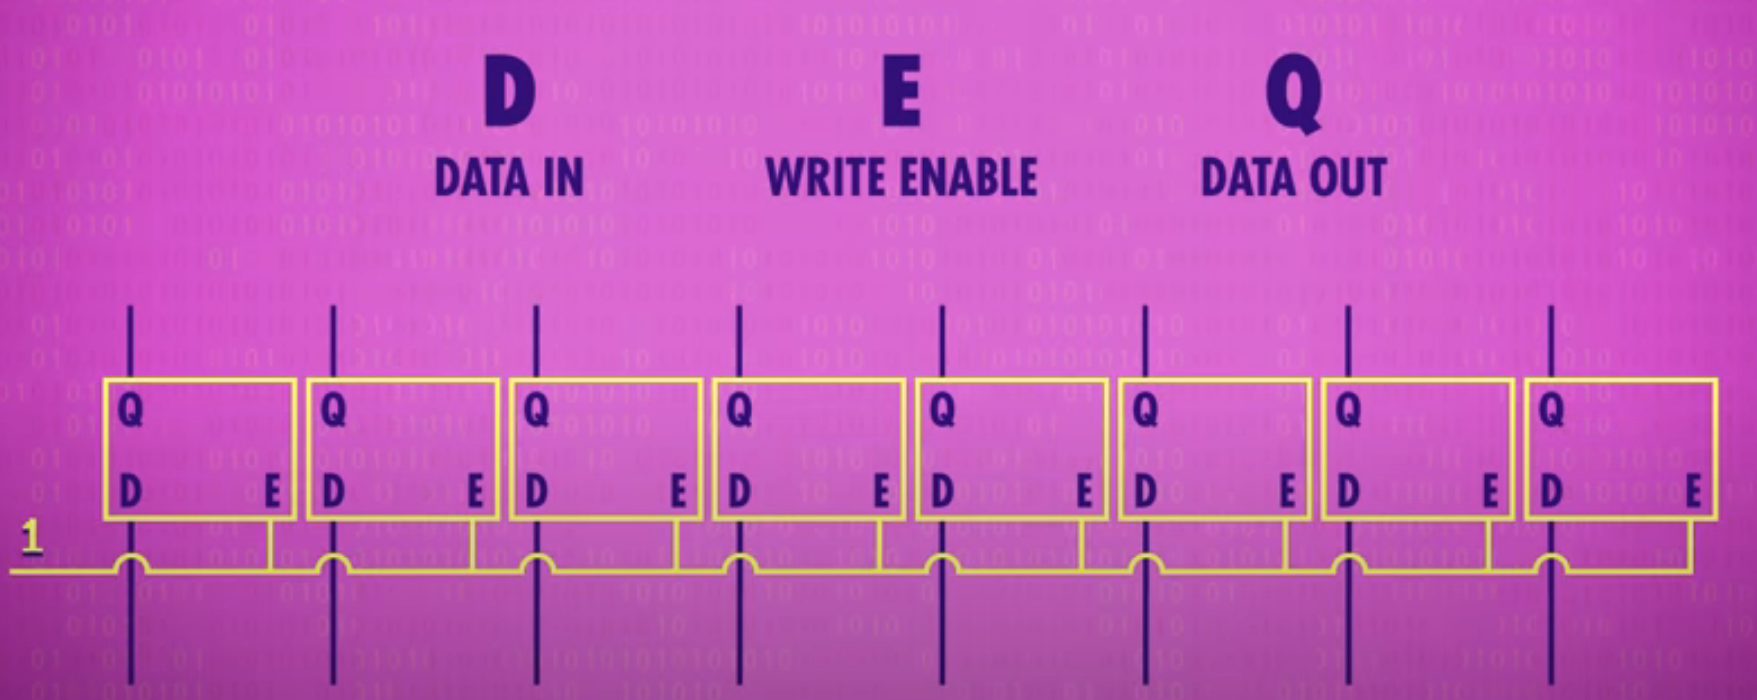 D E Q
DATA IN WRITE ENABLE DATA OUT
Q Q Q Q Q Q Q Q
D E D E D E D E D E D E D E D E
1